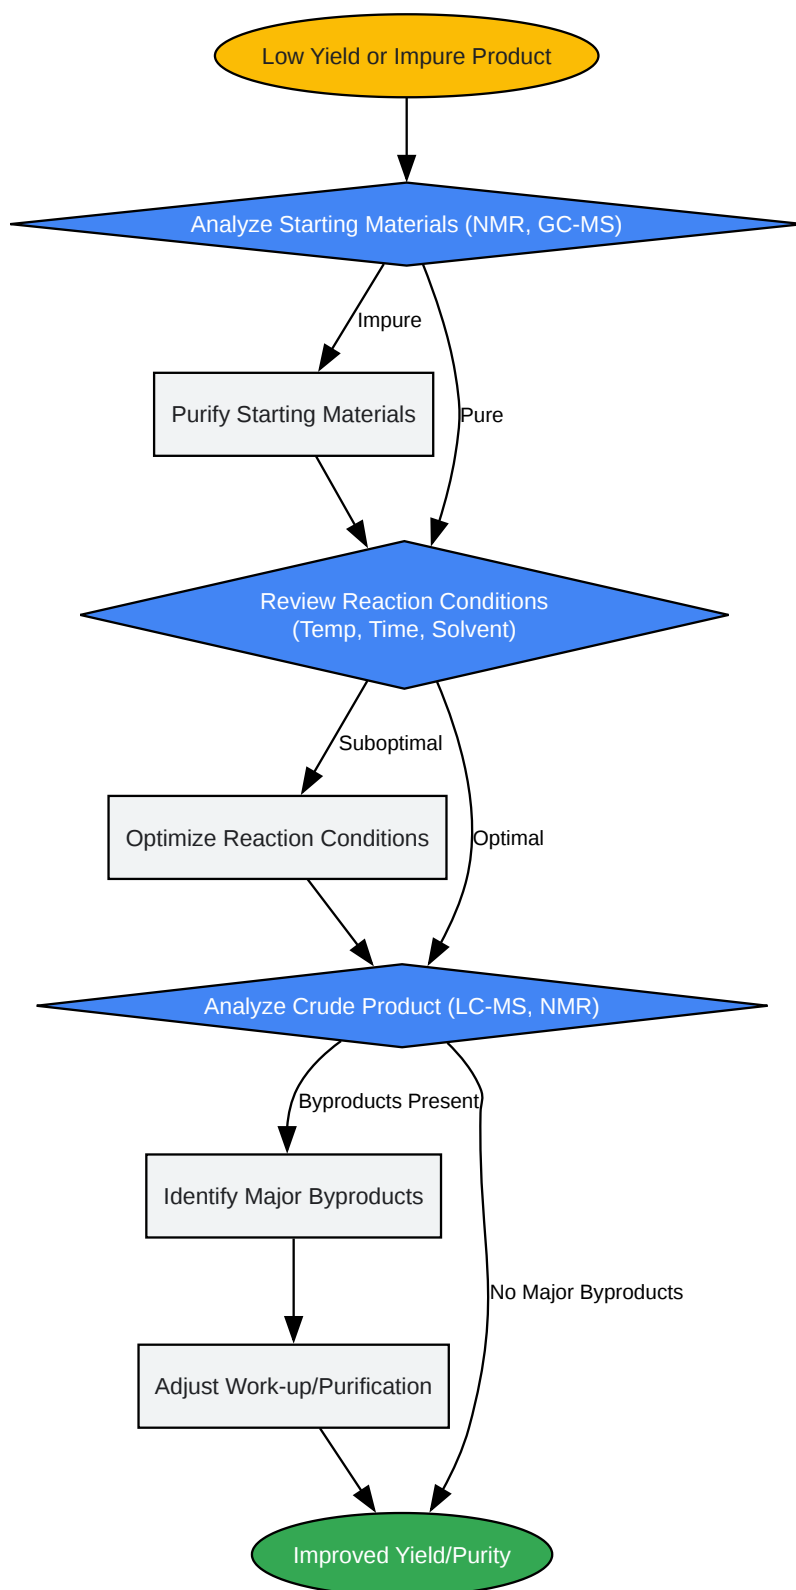 Low Yield or Impure Product
Analyze Starting Materials (NMR, GC-MS)
Impure
Purify Starting Materials
Pure
Review Reaction Conditions
(Temp, Time, Solvent)
Suboptimal
Optimize Reaction Conditions
Optimal
Analyze Crude Product (LC-MS, NMR)
Byproducts Present
Identify Major Byproducts
No Major Byproducts
Adjust Work-up/Purification
Improved Yield/Purity